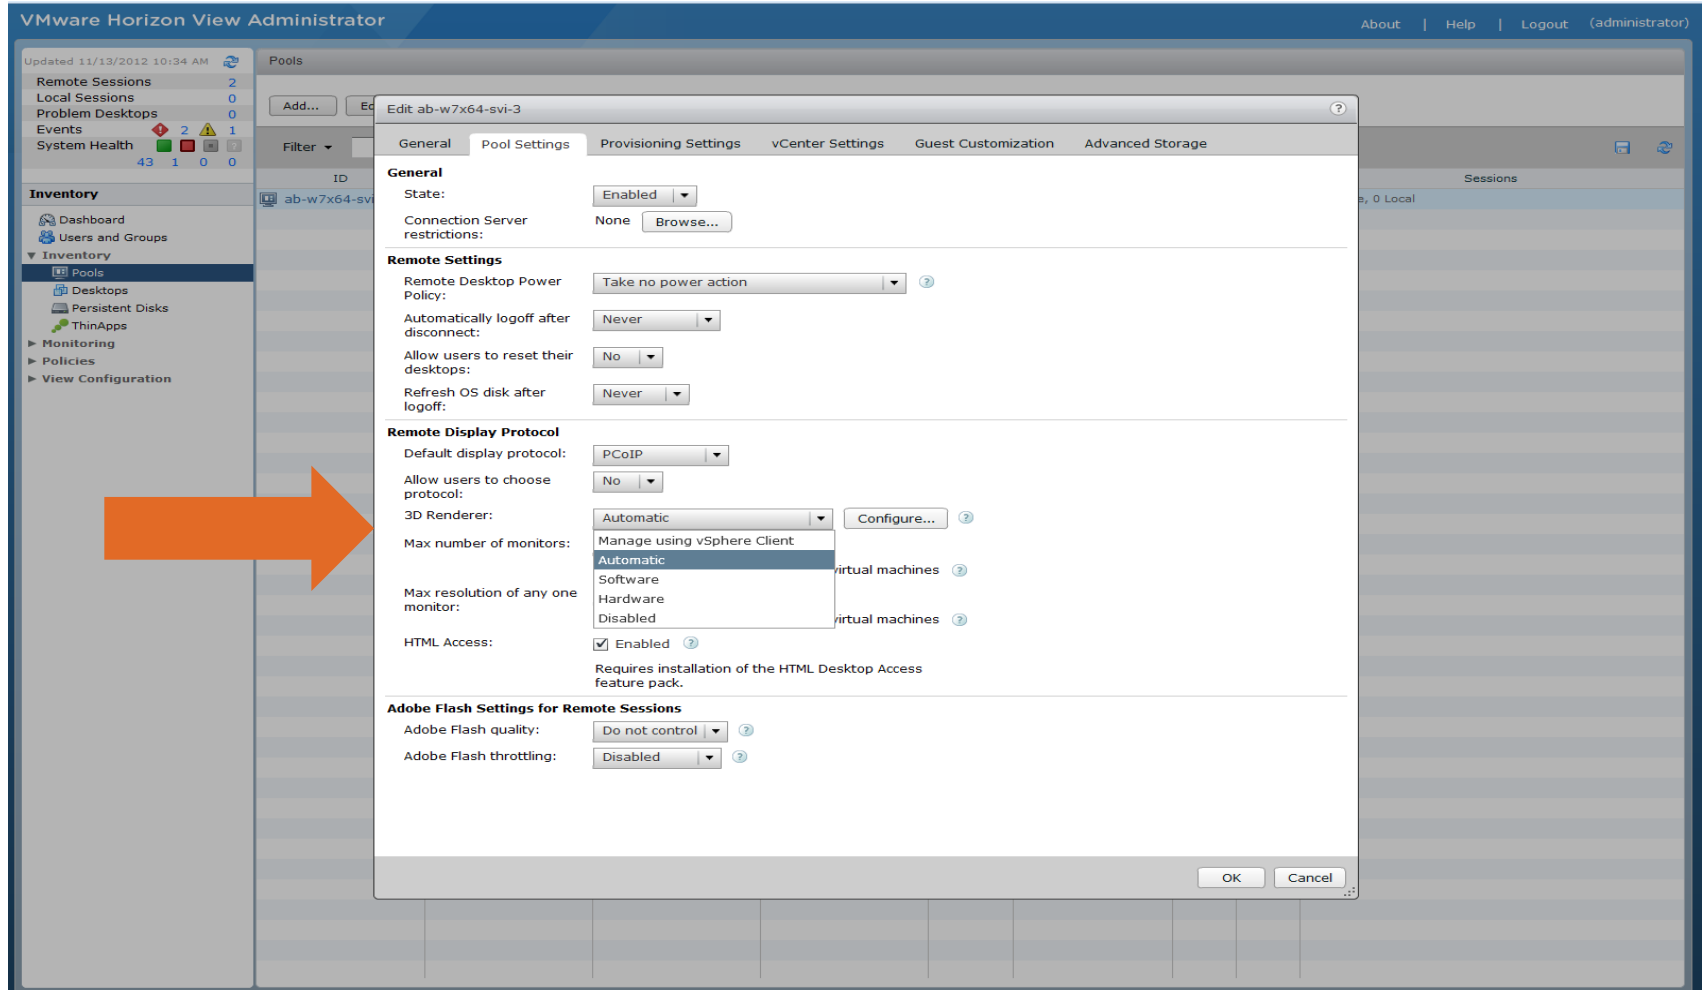 VMware Horizon View Administrator
About | Help | Logout (administrator)
Updated 11/13/2012 10:34 AM
Remote Sessions 2
Local Sessions 0
Problem Desktops 0
Events 2 1
System Health
43 1 0 0
Inventory
Dashboard
Users and Groups
Inventory
Pools
Desktops
Persistent Disks
ThinApps
Monitoring
Policies
View Configuration
Pools
Add...
Filter
ID
Sessions
ab-w7x64-svi
, 0 Local
Edit ab-w7x64-svi-3
General Pool Settings Provisioning Settings vCenter Settings Guest Customization Advanced Storage
General
State: Enabled
Connection Server
restrictions:
None Browse...
Remote Settings
Remote Desktop Power
Policy:
Take no power action
Automatically logoff after
disconnect:
Never
Allow users to reset their
desktops:
No
Refresh OS disk after
logoff:
Never
Remote Display Protocol
Default display protocol: PCoIP
Allow users to choose
protocol:
No
3D Renderer: Automatic Configure...
Manage using vSphere Client
Automatic
Software
Hardware
Disabled
Max number of monitors:
virtual machines
Max resolution of any one
monitor:
virtual machines
HTML Access: Enabled
Requires installation of the HTML Desktop Access
feature pack.
Adobe Flash Settings for Remote Sessions
Adobe Flash quality: Do not control
Adobe Flash throttling: Disabled
OK Cancel